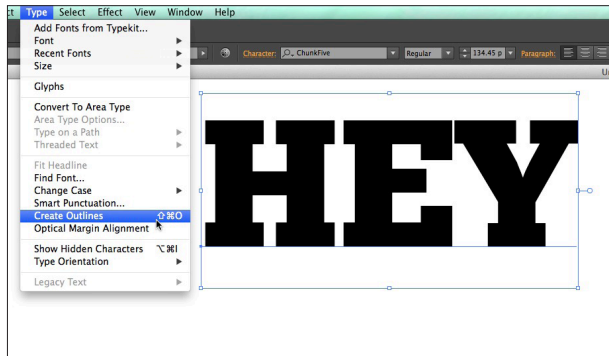 Type Select Effect View Window Help
Character: ChunkFive Regular 134.45 p Paragraph:
Add Fonts from Typekit...
Font
Recent Fonts
Size
Glyphs
Convert To Area Type
Area Type Options...
Type on a Path
Threaded Text
Fit Headline
Find Font...
Change Case
Smart Punctuation...
Create Outlines ⇧⌘O
Optical Margin Alignment
Show Hidden Characters ⌥⌘I
Type Orientation
Legacy Text
HEY